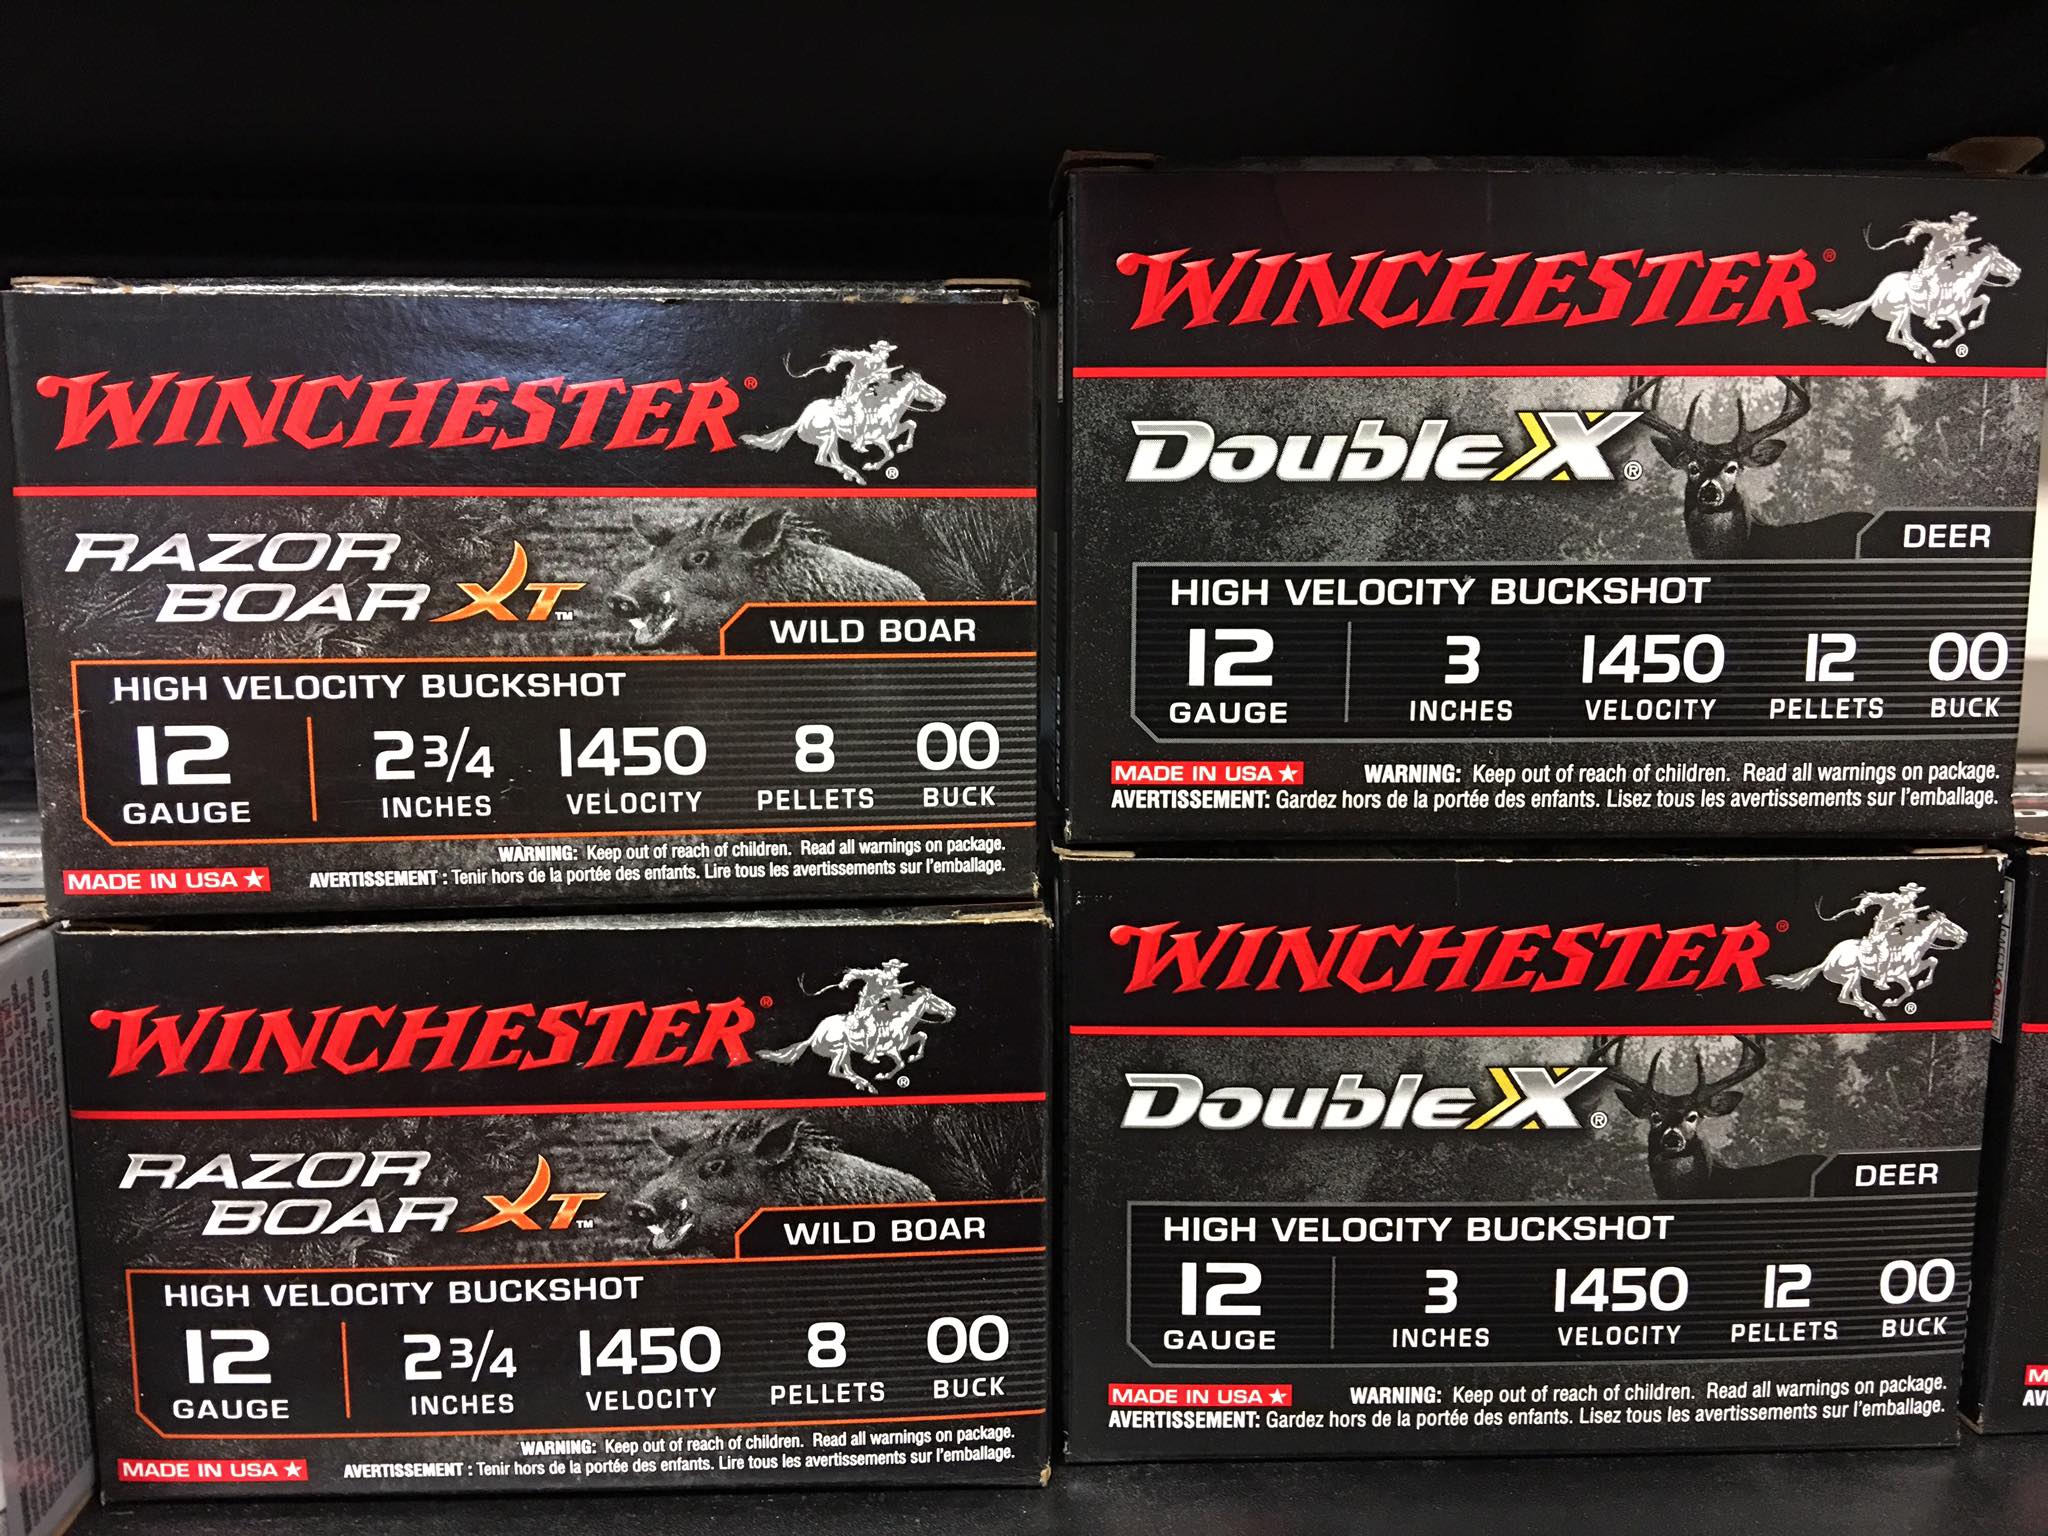 WINCHESTER®
RAZOR
BOAR XT™
WILD BOAR
HIGH VELOCITY BUCKSHOT
12 2 3/4 1450 8 00
GAUGE INCHES VELOCITY PELLETS BUCK
WARNING: Keep out of reach of children. Read all warnings on package.
MADE IN USA ★ AVERTISSEMENT : Tenir hors de la portée des enfants. Lire tous les avertissements sur l'emballage.
WINCHESTER®
Double X®
DEER
HIGH VELOCITY BUCKSHOT
12 3 1450 12 00
GAUGE INCHES VELOCITY PELLETS BUCK
MADE IN USA ★ WARNING: Keep out of reach of children. Read all warnings on package.
AVERTISSEMENT: Gardez hors de la portée des enfants. Lisez tous les avertissements sur l'emballage.
WINCHESTER®
RAZOR
BOAR XT™
WILD BOAR
HIGH VELOCITY BUCKSHOT
12 2 3/4 1450 8 00
GAUGE INCHES VELOCITY PELLETS BUCK
WARNING: Keep out of reach of children. Read all warnings on package.
MADE IN USA ★ AVERTISSEMENT : Tenir hors de la portée des enfants. Lire tous les avertissements sur l'emballage.
WINCHESTER®
Double X®
DEER
HIGH VELOCITY BUCKSHOT
12 3 1450 12 00
GAUGE INCHES VELOCITY PELLETS BUCK
MADE IN USA ★ WARNING: Keep out of reach of children. Read all warnings on package.
AVERTISSEMENT: Gardez hors de la portée des enfants. Lisez tous les avertissements sur l'emballage.